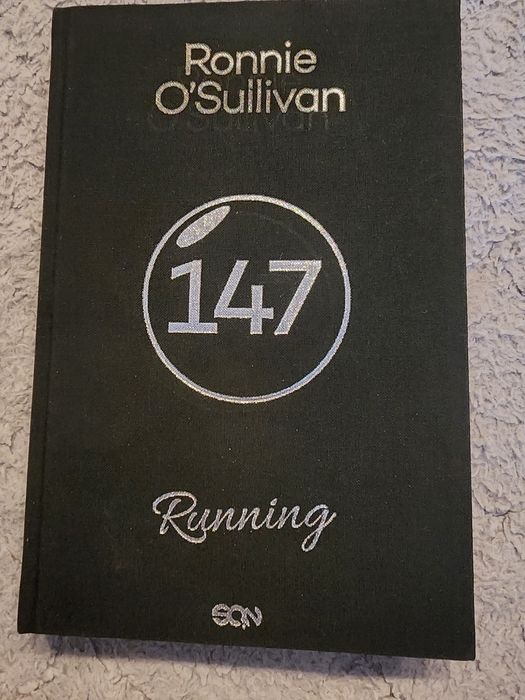 Ronnie
O'Sullivan
147
Running
SQN